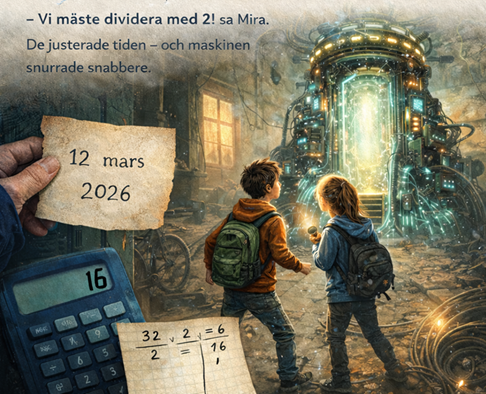 – Vi måste dividera med 2! sa Mira.
De justerade tiden – och maskinen
snurrade snabbere.
12 mars
2026
16
32 , 2 , = 6
2 = 16